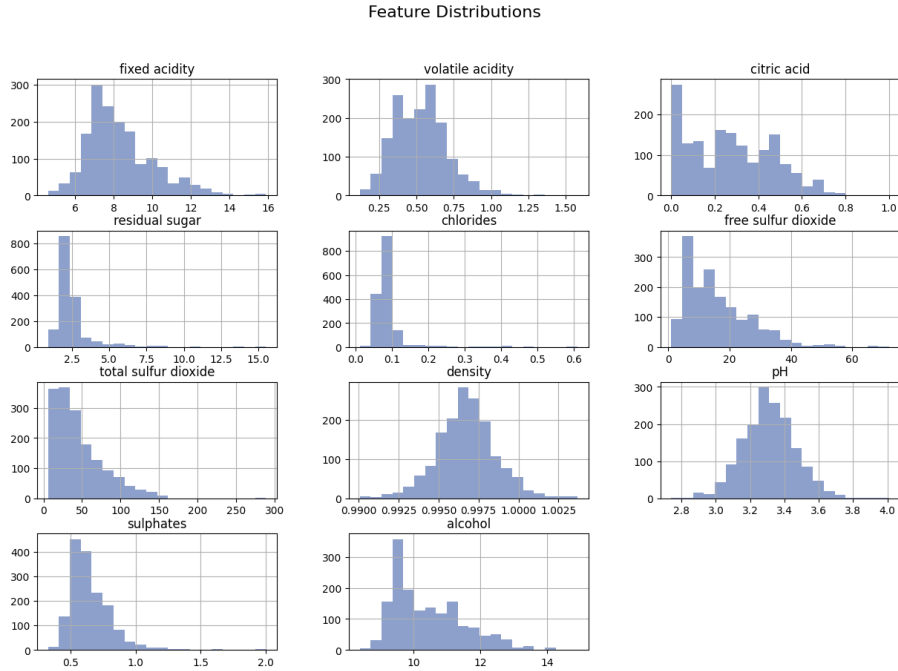 Feature Distributions
fixed acidity
volatile acidity
citric acid
300
200
100
0
6 8 10 12 14 16
300
200
100
0
0.25 0.50 0.75 1.00 1.25 1.50
200
100
0
0.0 0.2 0.4 0.6 0.8 1.0
residual sugar
chlorides
free sulfur dioxide
800
600
400
200
0
2.5 5.0 7.5 10.0 12.5 15.0
800
600
400
200
0
0.0 0.1 0.2 0.3 0.4 0.5 0.6
300
200
100
0
0 20 40 60
total sulfur dioxide
density
pH
300
200
100
0
0 50 100 150 200 250 300
200
100
0
0.9900 0.9925 0.9950 0.9975 1.0000 1.0025
300
200
100
0
2.8 3.0 3.2 3.4 3.6 3.8 4.0
sulphates
alcohol
400
300
200
100
0
0.5 1.0 1.5 2.0
300
200
100
0
10 12 14